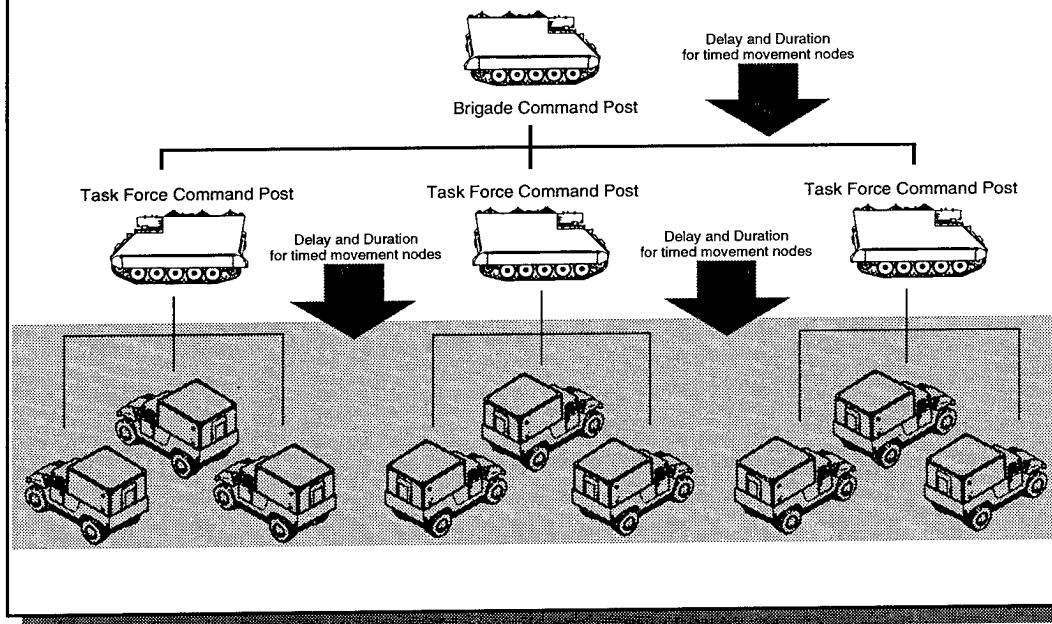 Delay and Duration
for timed movement nodes
Brigade Command Post
Task Force Command Post
Task Force Command Post
Task Force Command Post
Delay and Duration
for timed movement nodes
Delay and Duration
for timed movement nodes